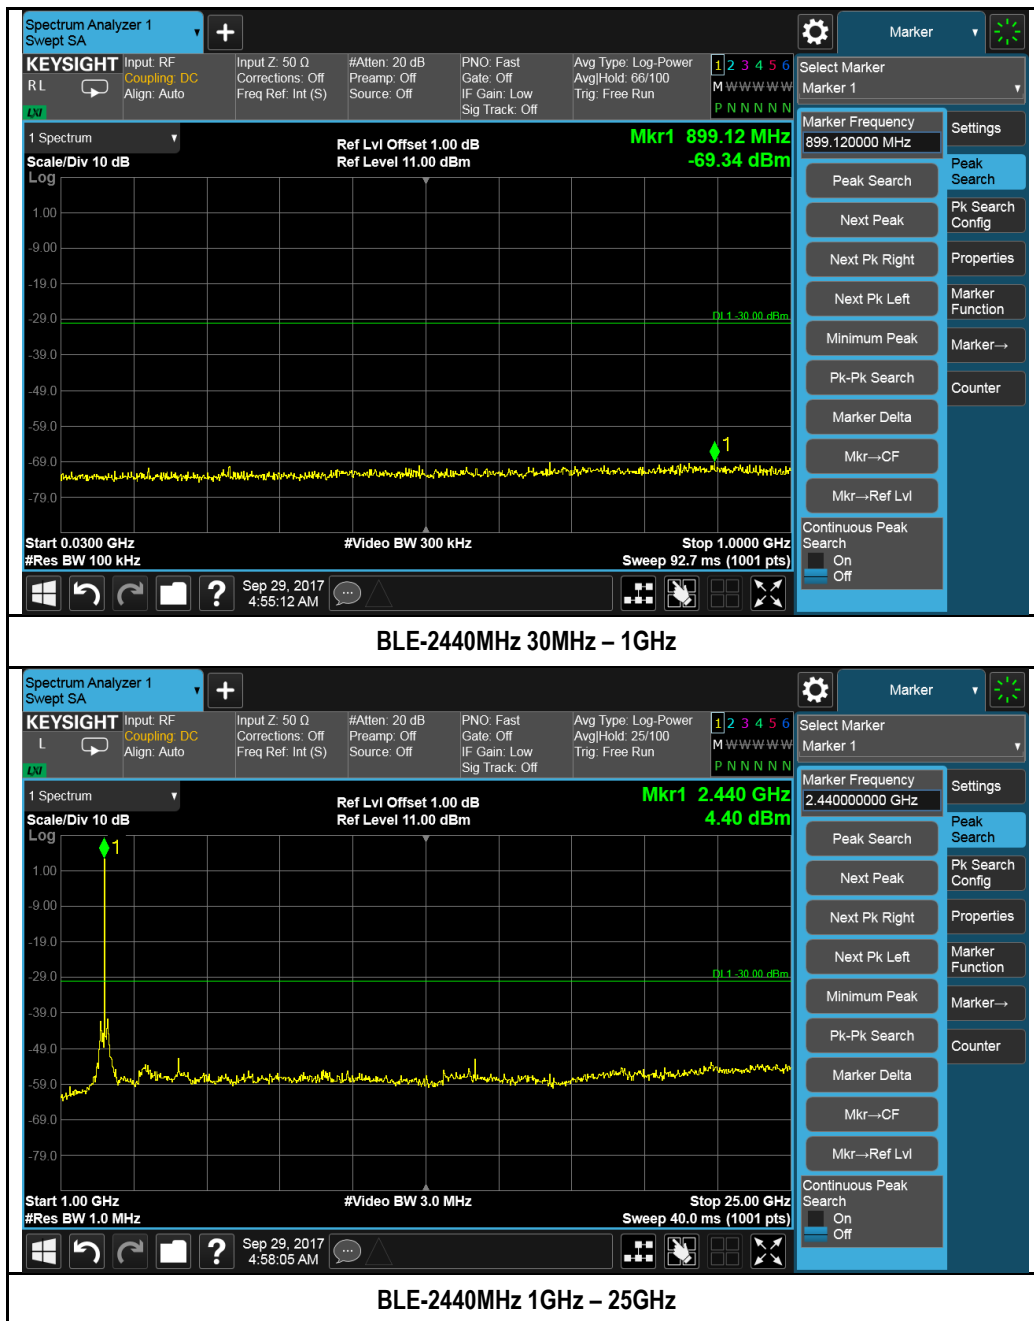 Spectrum Analyzer 1
Swept SA
+
Marker
KEYSIGHT
RL
LXI
Input: RF
Coupling: DC
Align: Auto
Input Z: 50 Ω
Corrections: Off
Freq Ref: Int (S)
#Atten: 20 dB
Preamp: Off
Source: Off
PNO: Fast
Gate: Off
IF Gain: Low
Sig Track: Off
Avg Type: Log-Power
Avg|Hold: 66/100
Trig: Free Run
1 2 3 4 5 6
M W W W W W
P N N N N N
Select Marker
Marker 1
1 Spectrum
Scale/Div 10 dB
Log
Ref Lvl Offset 1.00 dB
Ref Level 11.00 dBm
Mkr1 899.12 MHz
-69.34 dBm
1.00
-9.00
-19.0
-29.0
DL1 -30.00 dBm
-39.0
-49.0
-59.0
1
-69.0
-79.0
Start 0.0300 GHz
#Res BW 100 kHz
#Video BW 300 kHz
Stop 1.0000 GHz
Sweep 92.7 ms (1001 pts)
Marker Frequency
899.120000 MHz
Peak Search
Next Peak
Next Pk Right
Next Pk Left
Minimum Peak
Pk-Pk Search
Marker Delta
Mkr→CF
Mkr→Ref Lvl
Continuous Peak
Search
On
Off
Settings
Peak
Search
Pk Search
Config
Properties
Marker
Function
Marker→
Counter
?
Sep 29, 2017
4:55:12 AM
BLE-2440MHz 30MHz – 1GHz
Spectrum Analyzer 1
Swept SA
+
Marker
KEYSIGHT
L
LXI
Input: RF
Coupling: DC
Align: Auto
Input Z: 50 Ω
Corrections: Off
Freq Ref: Int (S)
#Atten: 20 dB
Preamp: Off
Source: Off
PNO: Fast
Gate: Off
IF Gain: Low
Sig Track: Off
Avg Type: Log-Power
Avg|Hold: 25/100
Trig: Free Run
1 2 3 4 5 6
M W W W W W
P N N N N N
Select Marker
Marker 1
1 Spectrum
Scale/Div 10 dB
Log
Ref Lvl Offset 1.00 dB
Ref Level 11.00 dBm
Mkr1 2.440 GHz
4.40 dBm
1
1.00
-9.00
-19.0
-29.0
DL1 -30.00 dBm
-39.0
-49.0
-59.0
-69.0
-79.0
Start 1.00 GHz
#Res BW 1.0 MHz
#Video BW 3.0 MHz
Stop 25.00 GHz
Sweep 40.0 ms (1001 pts)
Marker Frequency
2.440000000 GHz
Peak Search
Next Peak
Next Pk Right
Next Pk Left
Minimum Peak
Pk-Pk Search
Marker Delta
Mkr→CF
Mkr→Ref Lvl
Continuous Peak
Search
On
Off
Settings
Peak
Search
Pk Search
Config
Properties
Marker
Function
Marker→
Counter
?
Sep 29, 2017
4:58:05 AM
BLE-2440MHz 1GHz – 25GHz